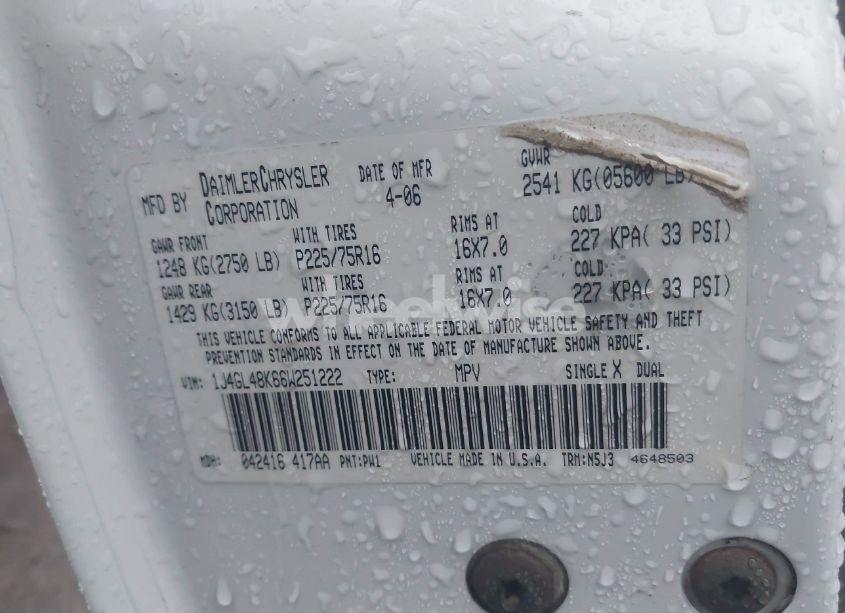 MFD BY DAIMLERCHRYSLER CORPORATION DATE OF MFR 4-06 GVWR 2541 KG(05600 LB)
GAWR FRONT WITH TIRES RIMS AT COLD
1248 KG(2750 LB) P225/75R16 16X7.0 227 KPA( 33 PSI)
GAWR REAR WITH TIRES RIMS AT COLD
1429 KG(3150 LB) P225/75R16 16X7.0 227 KPA( 33 PSI)
THIS VEHICLE CONFORMS TO ALL APPLICABLE FEDERAL MOTOR VEHICLE SAFETY AND THEFT
PREVENTION STANDARDS IN EFFECT ON THE DATE OF MANUFACTURE SHOWN ABOVE.
VIN: 1J4GL48K66W251222 TYPE: MPV SINGLE X DUAL
MDH: 042416 417AA PNT:PW1 VEHICLE MADE IN U.S.A. TRM:N5J3 4648503
wheelwise